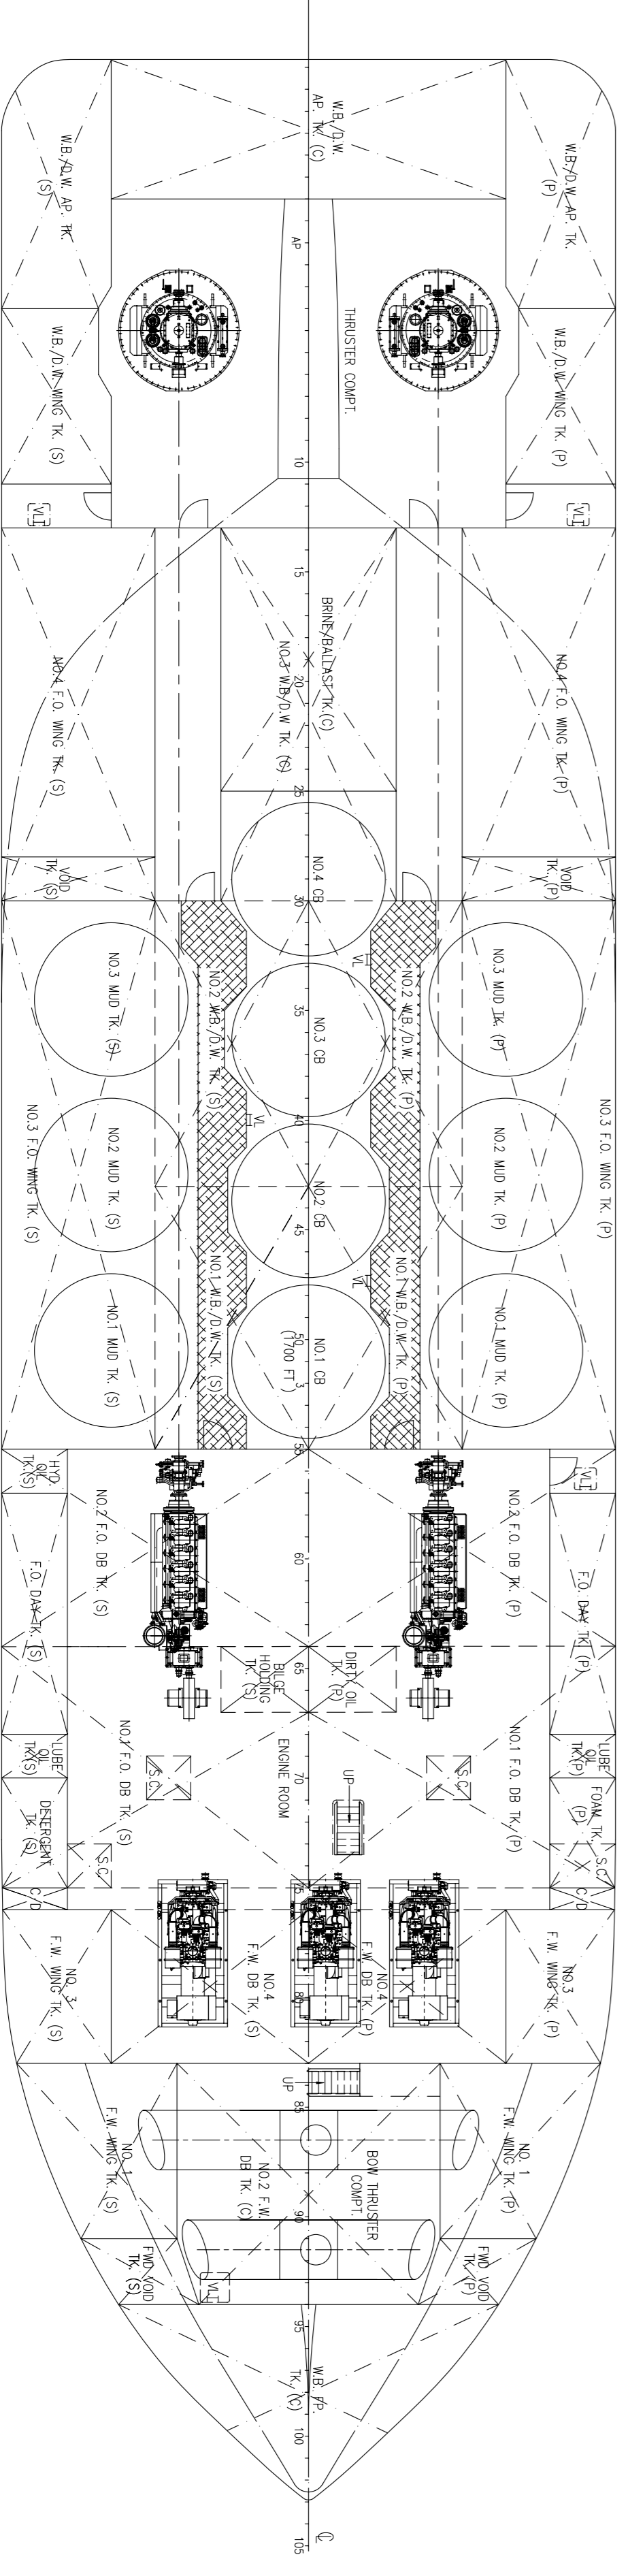 W.B./D.W.
AP. TK. (C)
W.B./D.W. AP. TK.
(P)
W.B./D.W. AP. TK.
(S)
AP
THRUSTER COMPT.
W.B./D.W. WING TK. (P)
W.B./D.W. WING TK. (S)
10
VL
VL
15
BRINE/BALLAST TK.(C)
NO.3 W.B/D.W TK. (C)
20
NO.4 F.O. WING TK. (P)
NO.4 F.O. WING TK. (S)
25
VOID
TK. (P)
VOID
TK. (S)
NO.4 CB
30
NO.3 MUD TK. (P)
NO.3 MUD TK. (S)
VL
NO.2 W.B./D.W. TK. (P)
NO.2 W.B./D.W. TK. (S)
35
NO.3 CB
40
VL
NO.3 F.O. WING TK. (P)
NO.3 F.O. WING TK. (S)
NO.2 MUD TK. (P)
NO.2 MUD TK. (S)
NO.2 CB
45
VL
NO.1 W.B./D.W. TK. (P)
NO.1 W.B./D.W. TK. (S)
NO.1 MUD TK. (P)
NO.1 MUD TK. (S)
NO.1 CB
50
(1700 FT3)
55
VL
HYD.
OIL
TK.(S)
NO.2 F.O. DB TK. (P)
NO.2 F.O. DB TK. (S)
60
F.O. DAY TK. (P)
F.O. DAY TK. (S)
DIRTY OIL
TK. (P)
BILGE
HOLDING
TK. (S)
65
LUBE
OIL
TK.(P)
LUBE
OIL
TK.(S)
NO.1 F.O. DB TK. (P)
NO.1 F.O. DB TK. (S)
S.C.
S.C.
ENGINE ROOM
70
UP
FOAM TK.
(P)
DETERGENT
TK. (S)
S.C.
S.C.
75
C/D
C/D
NO.3
F.W. WING TK. (P)
NO. 3
F.W. WING TK. (S)
NO.4
F.W. DB TK. (P)
NO.4
F.W. DB TK. (S)
80
UP
85
NO. 1
F.W. WING TK. (P)
NO. 1
F.W. WING TK. (S)
BOW THRUSTER
COMPT.
NO.2 F.W.
DB TK. (C)
90
FWD VOID
TK. (P)
FWD VOID
TK. (S)
VL
95
W.B. FP.
TK. (C)
100
CL
105